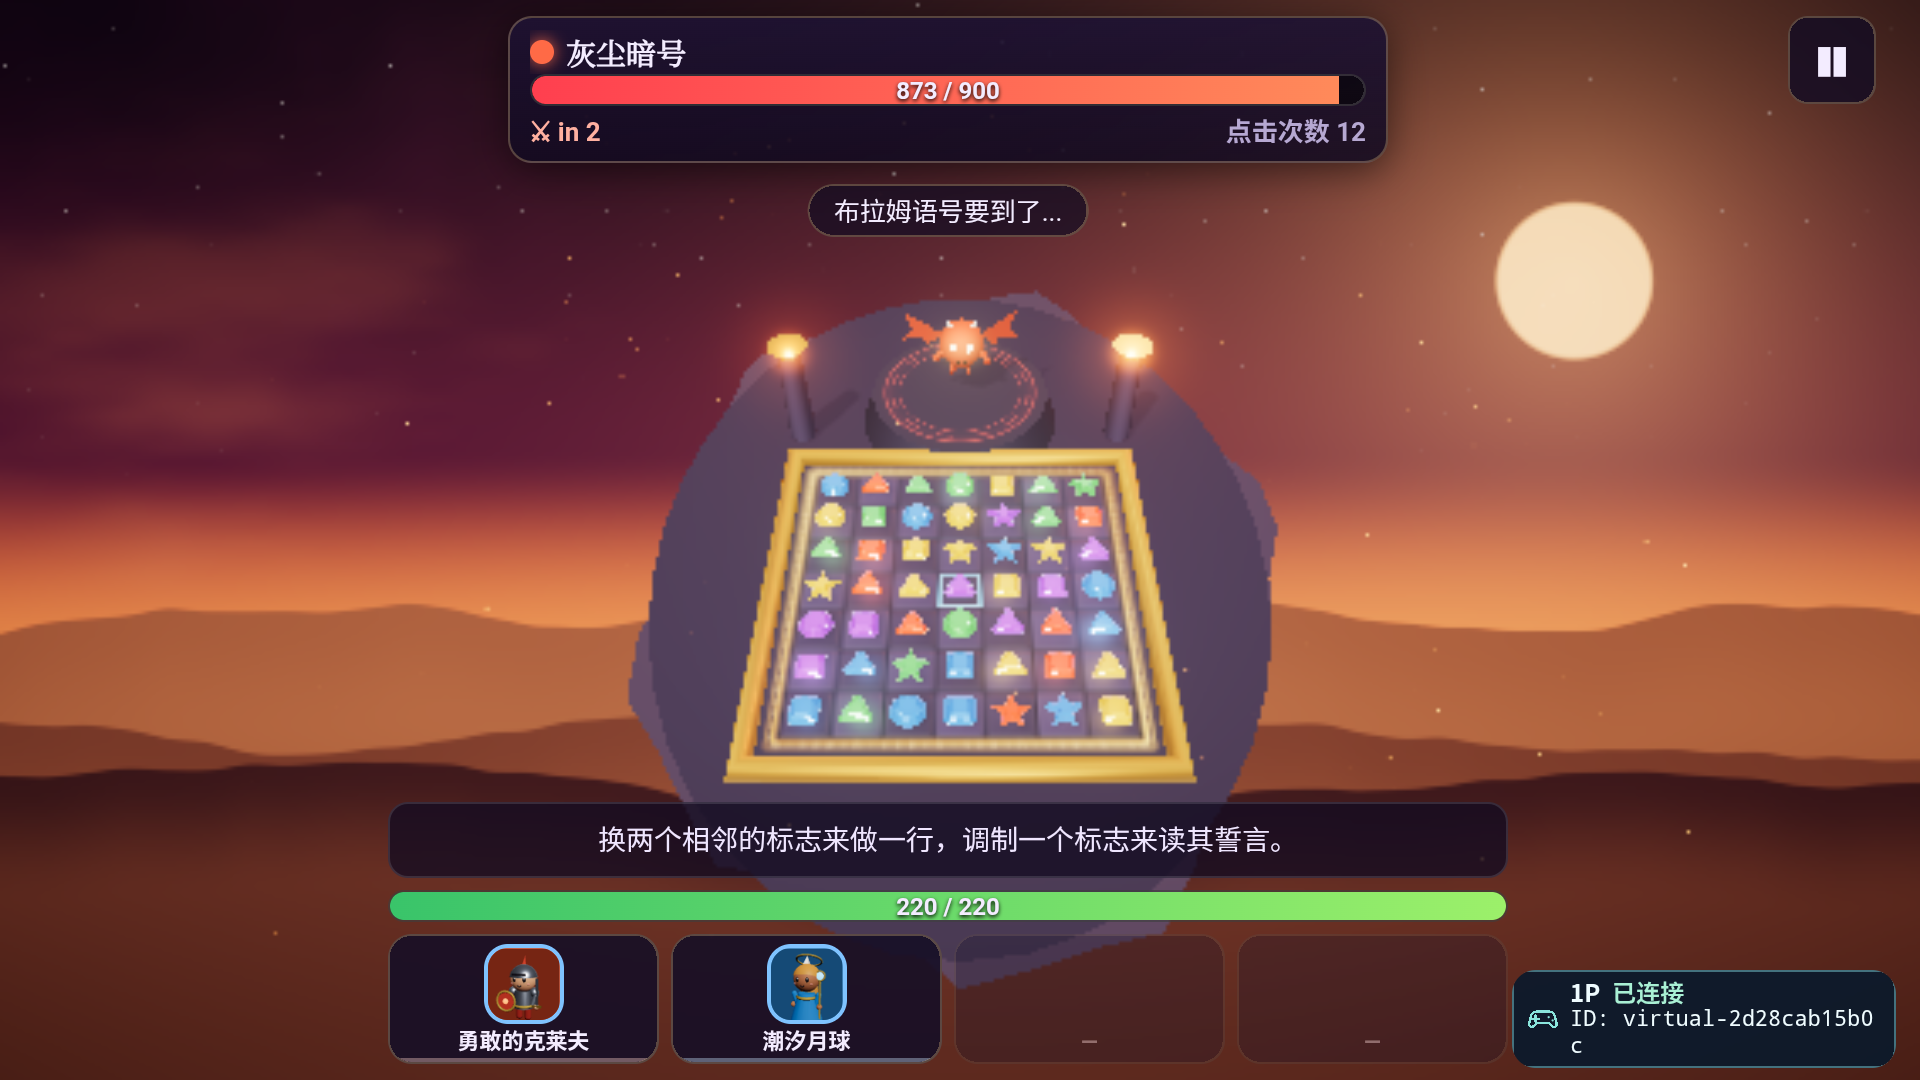 灰尘暗号
873 / 900
in 2
点击次数 12
布拉姆语号要到了...
换两个相邻的标志来做一行，调制一个标志来读其誓言。
220 / 220
勇敢的克莱夫
潮汐月球
–
–
1P 已连接
ID: virtual-2d28cab15b0
c